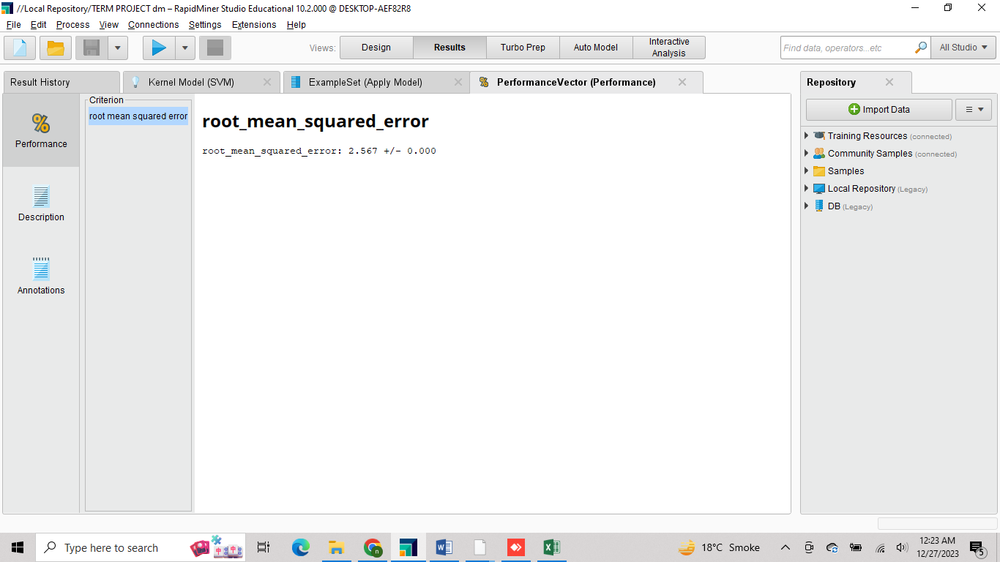 //Local Repository/TERM PROJECT dm – RapidMiner Studio Educational 10.2.000 @ DESKTOP-AEF82R8
File Edit Process View Connections Settings Extensions Help
Views: Design Results Turbo Prep Auto Model Interactive Analysis
Find data, operators...etc All Studio
Result History Kernel Model (SVM) ExampleSet (Apply Model) PerformanceVector (Performance)
%
Performance
Description
Annotations
Criterion
root mean squared error
root_mean_squared_error
root_mean_squared_error: 2.567 +/- 0.000
Repository
Import Data
Training Resources (connected)
Community Samples (connected)
Samples
Local Repository (Legacy)
DB (Legacy)
Type here to search
18°C Smoke
12:23 AM
12/27/2023
5